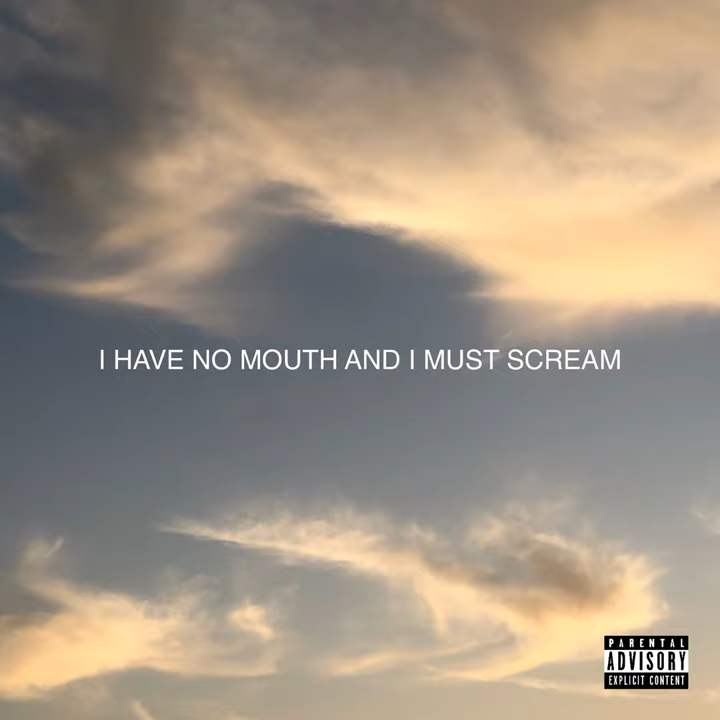 I HAVE NO MOUTH AND I MUST SCREAM
PARENTAL
ADVISORY
EXPLICIT CONTENT